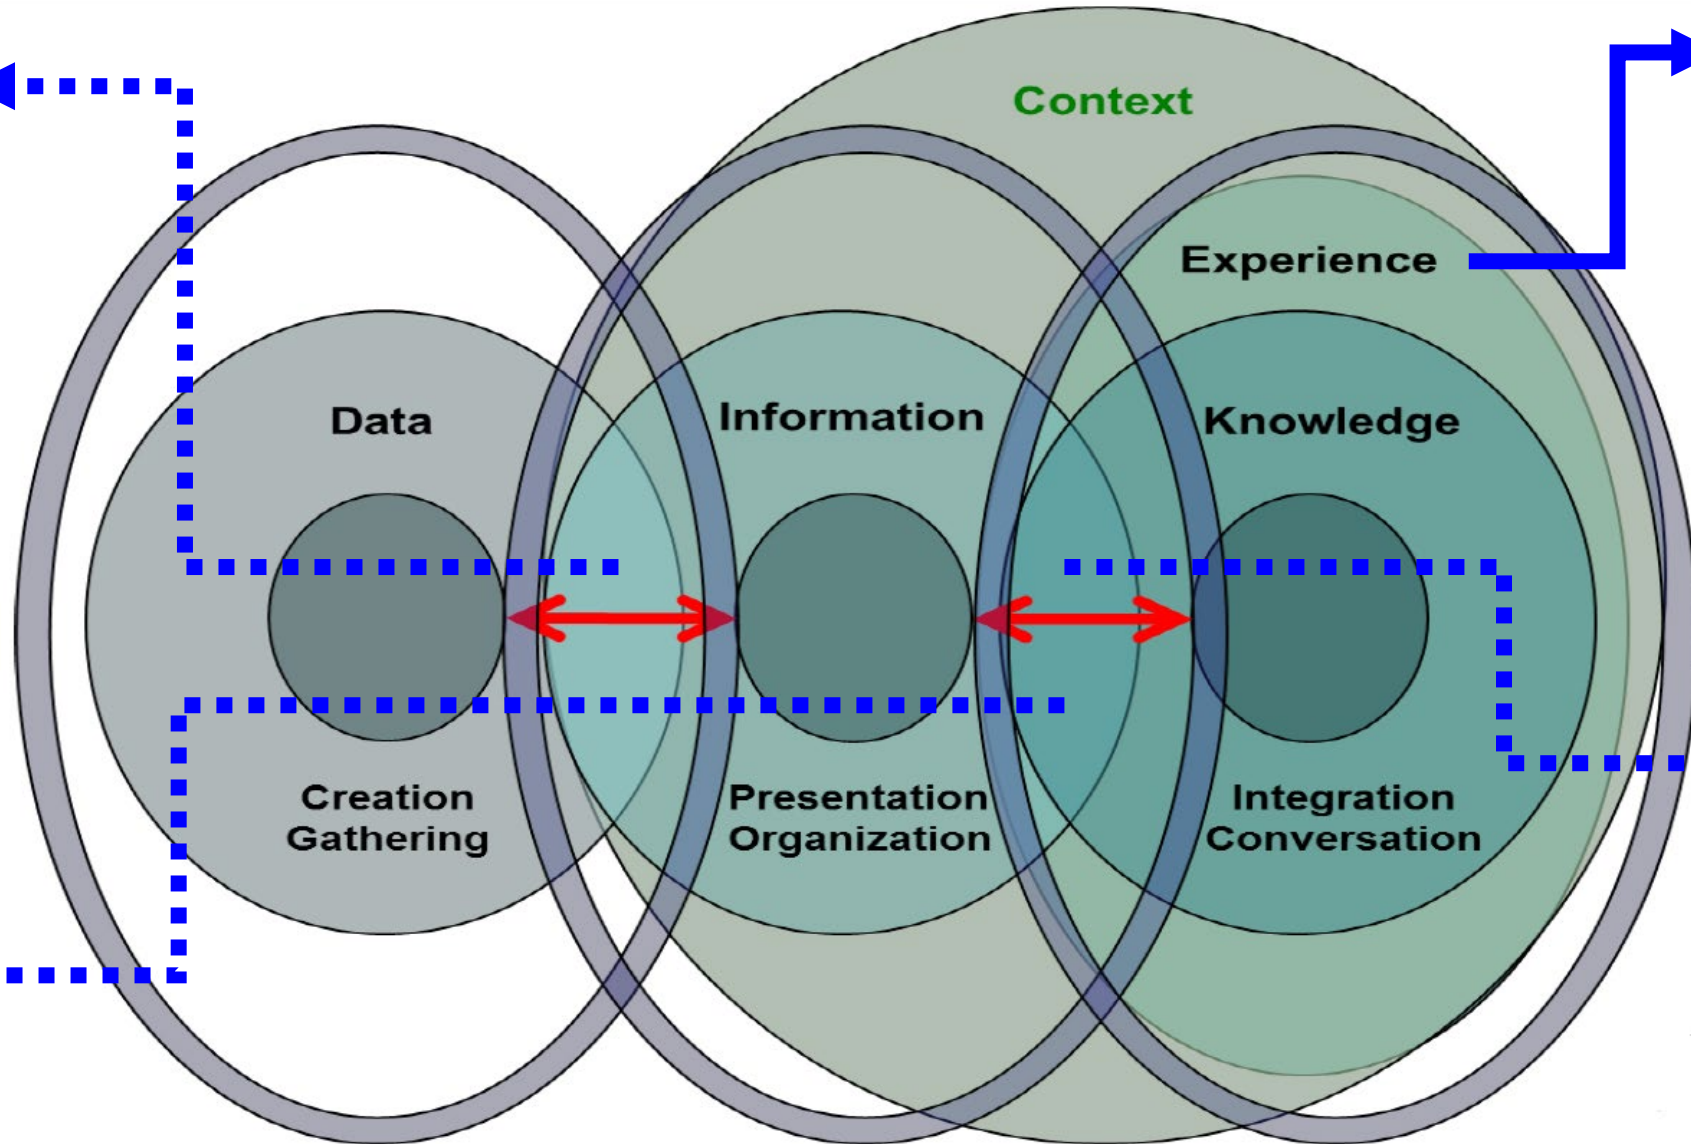 Context
Experience
Data
Information
Knowledge
Creation
Gathering
Presentation
Organization
Integration
Conversation